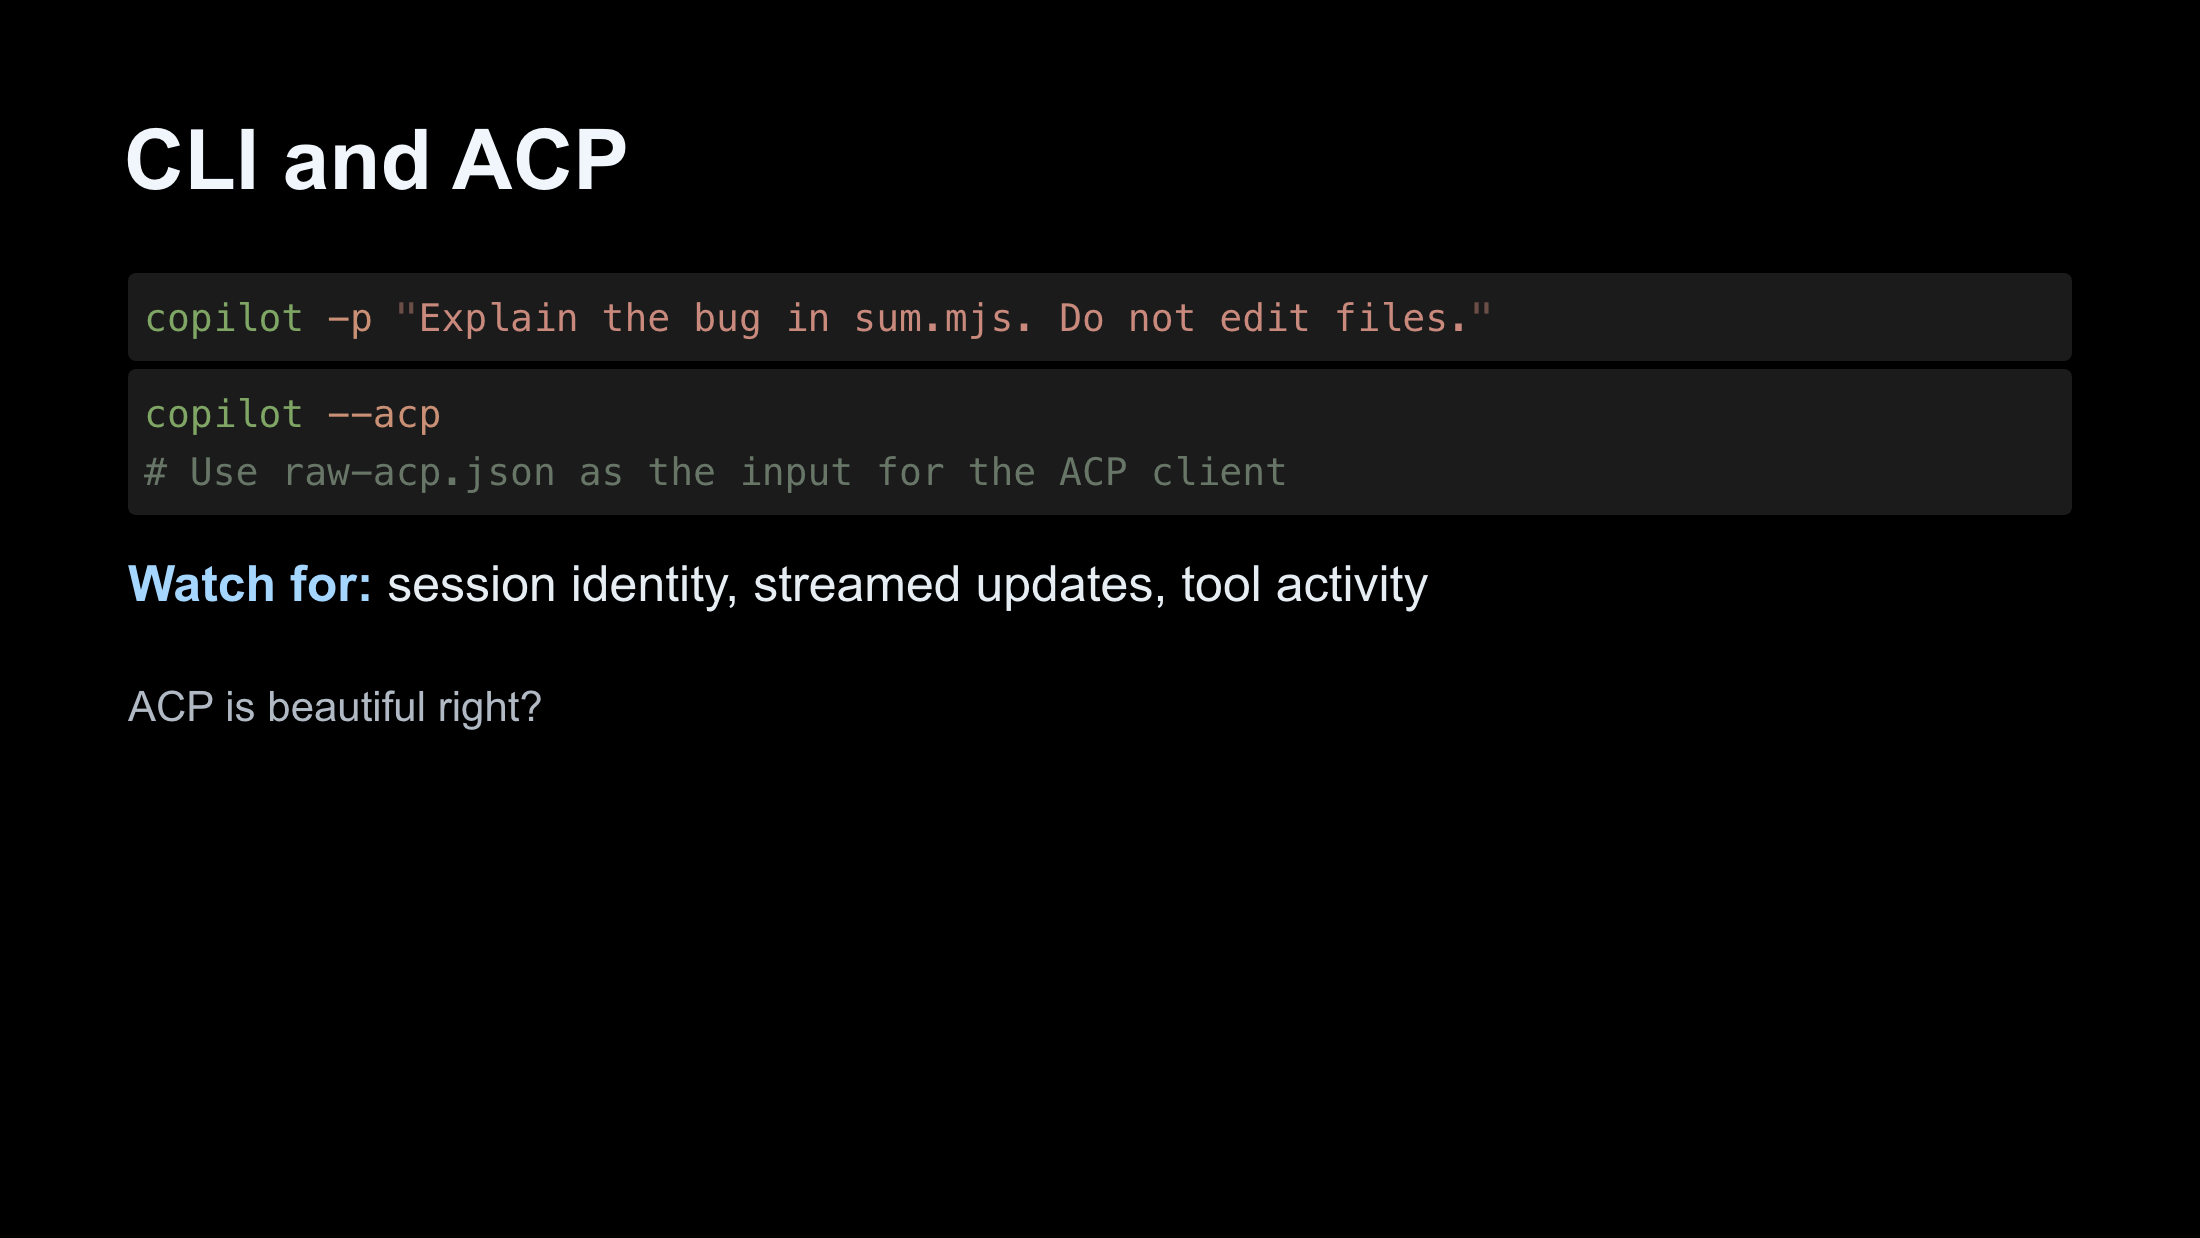 CLI and ACP
copilot -p "Explain the bug in sum.mjs. Do not edit files."
copilot --acp
# Use raw-acp.json as the input for the ACP client
Watch for: session identity, streamed updates, tool activity
ACP is beautiful right?